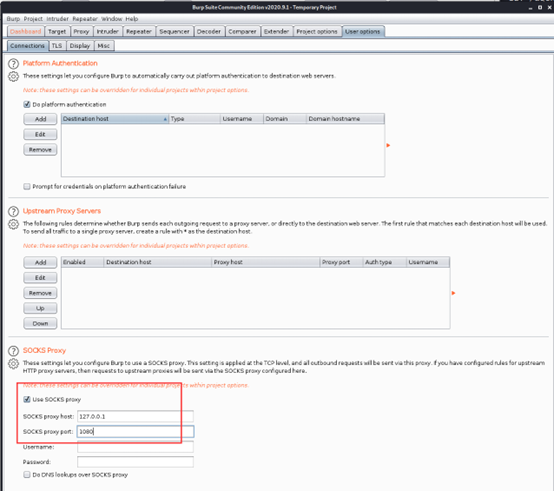 Burp Suite Community Edition v2020.9.1 - Temporary Project
Burp Project Intruder Repeater Window Help
Dashboard Target Proxy Intruder Repeater Sequencer Decoder Comparer Extender Project options User options
Connections TLS Display Misc
Platform Authentication
These settings let you configure Burp to automatically carry out platform authentication to destination web servers.
Note: these settings can be overridden for individual projects within project options.
Do platform authentication
Add Destination host Type Username Domain Domain hostname
Edit
Remove
Prompt for credentials on platform authentication failure
Upstream Proxy Servers
The following rules determine whether Burp sends each outgoing request to a proxy server, or directly to the destination web server. The first rule that matches each destination host will be used.
To send all traffic to a single proxy server, create a rule with * as the destination host.
Note: these settings can be overridden for individual projects within project options.
Add Enabled Destination host Proxy host Proxy port Auth type Username
Edit
Remove
Up
Down
SOCKS Proxy
These settings let you configure Burp to use a SOCKS proxy. This setting is applied at the TCP level, and all outbound requests will be sent via this proxy. If you have configured rules for upstream
HTTP proxy servers, then requests to upstream proxies will be sent via the SOCKS proxy configured here.
Note: these settings can be overridden for individual projects within project options.
Use SOCKS proxy
SOCKS proxy host: 127.0.0.1
SOCKS proxy port: 1080
Username:
Password:
Do DNS lookups over SOCKS proxy